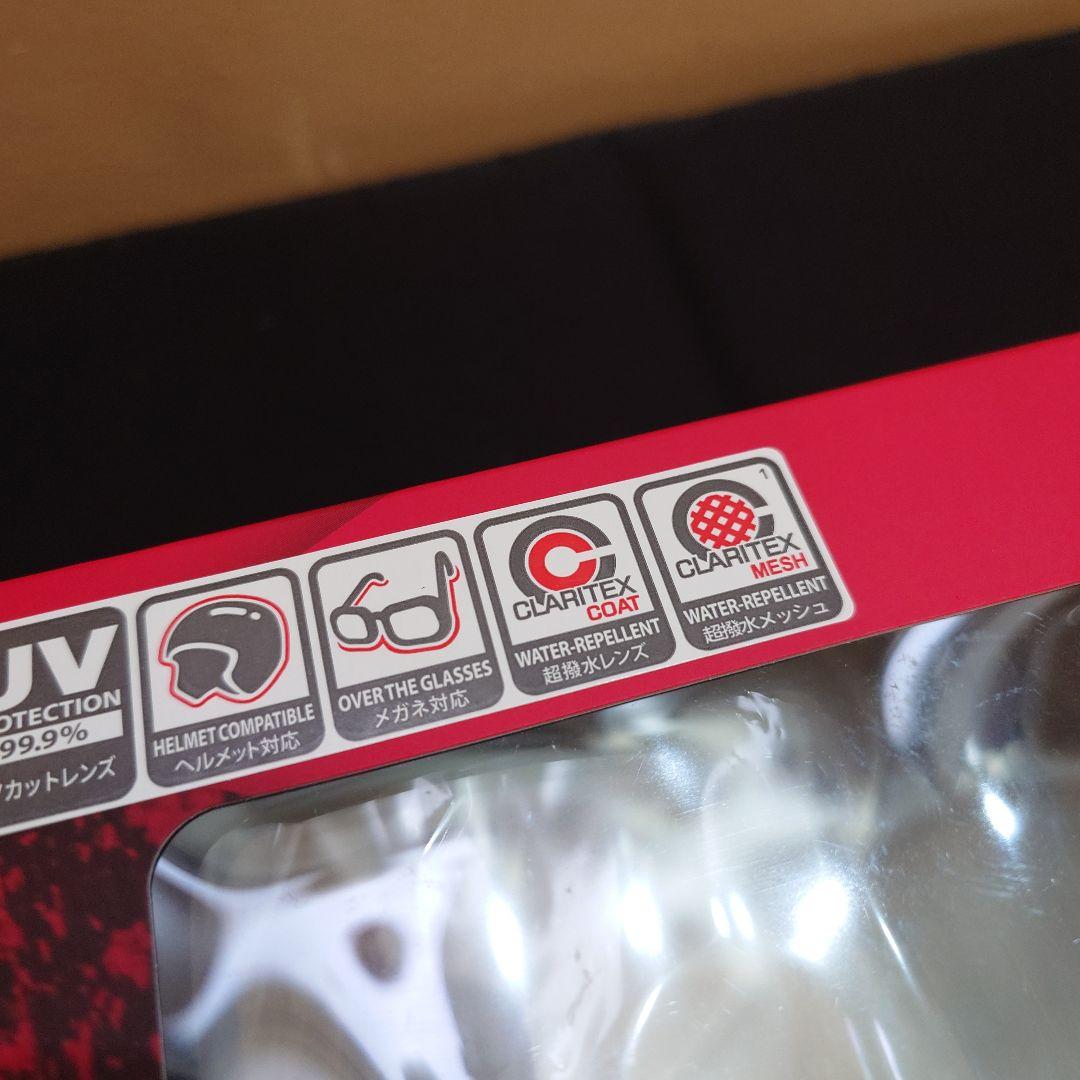 UV
99.9%
カットレンズ
HELMET COMPATIBLE
ヘルメット対応
OVER THE GLASSES
メガネ対応
CLARITEX
COAT
WATER-REPELLENT
超撥水レンズ
1
CLARITEX
MESH
WATER-REPELLENT
超撥水メッシュ